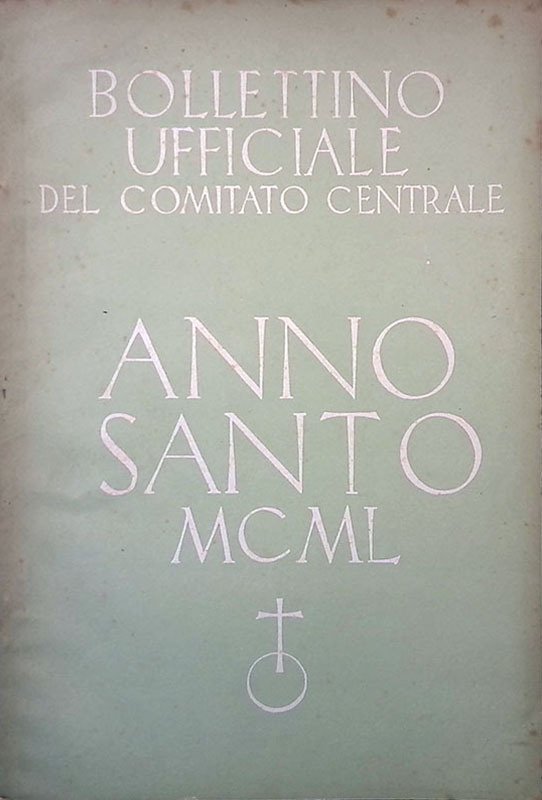 BOLLETTINO
UFFICIALE
DEL COMITATO CENTRALE
ANNO
SANTO
MCML